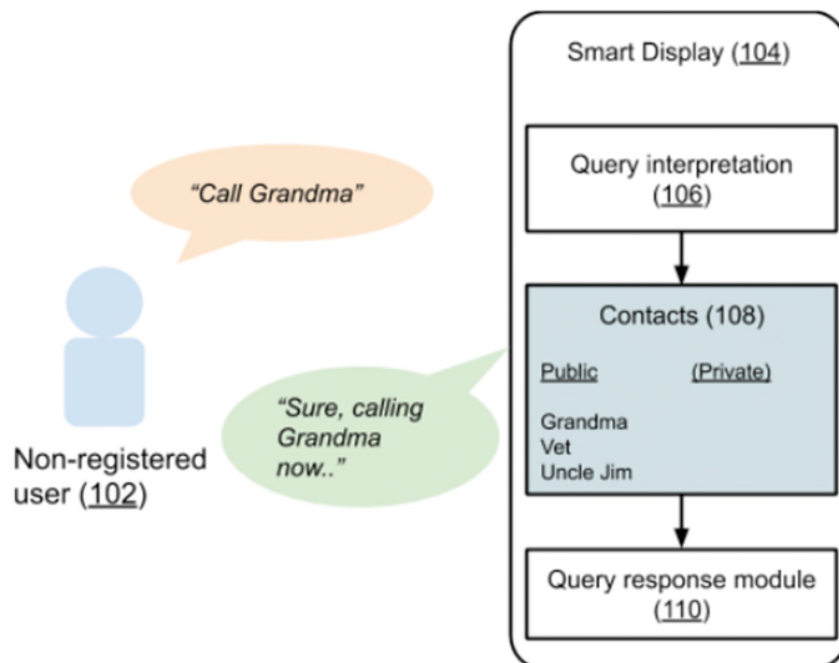 Smart Display (104)
Query interpretation
(106)
“Call Grandma”
Contacts (108)
Public (Private)
Grandma
Vet
Uncle Jim
“Sure, calling
Grandma
now..”
Non-registered
user (102)
Query response module
(110)